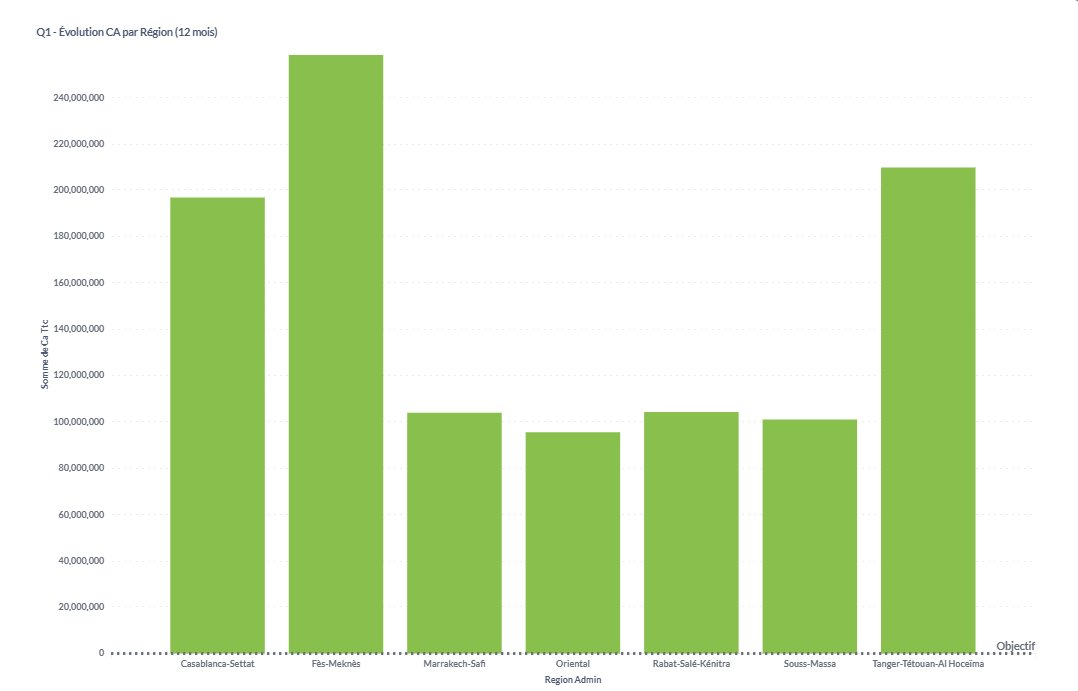 Q1 - Évolution CA par Région (12 mois)
240,000,000
220,000,000
200,000,000
180,000,000
160,000,000
140,000,000
120,000,000
100,000,000
80,000,000
60,000,000
40,000,000
20,000,000
0
Somme de Ca Ttc
Objectif
Casablanca-Settat
Fès-Meknès
Marrakech-Safi
Oriental
Rabat-Salé-Kénitra
Souss-Massa
Tanger-Tétouan-Al Hoceïma
Region Admin